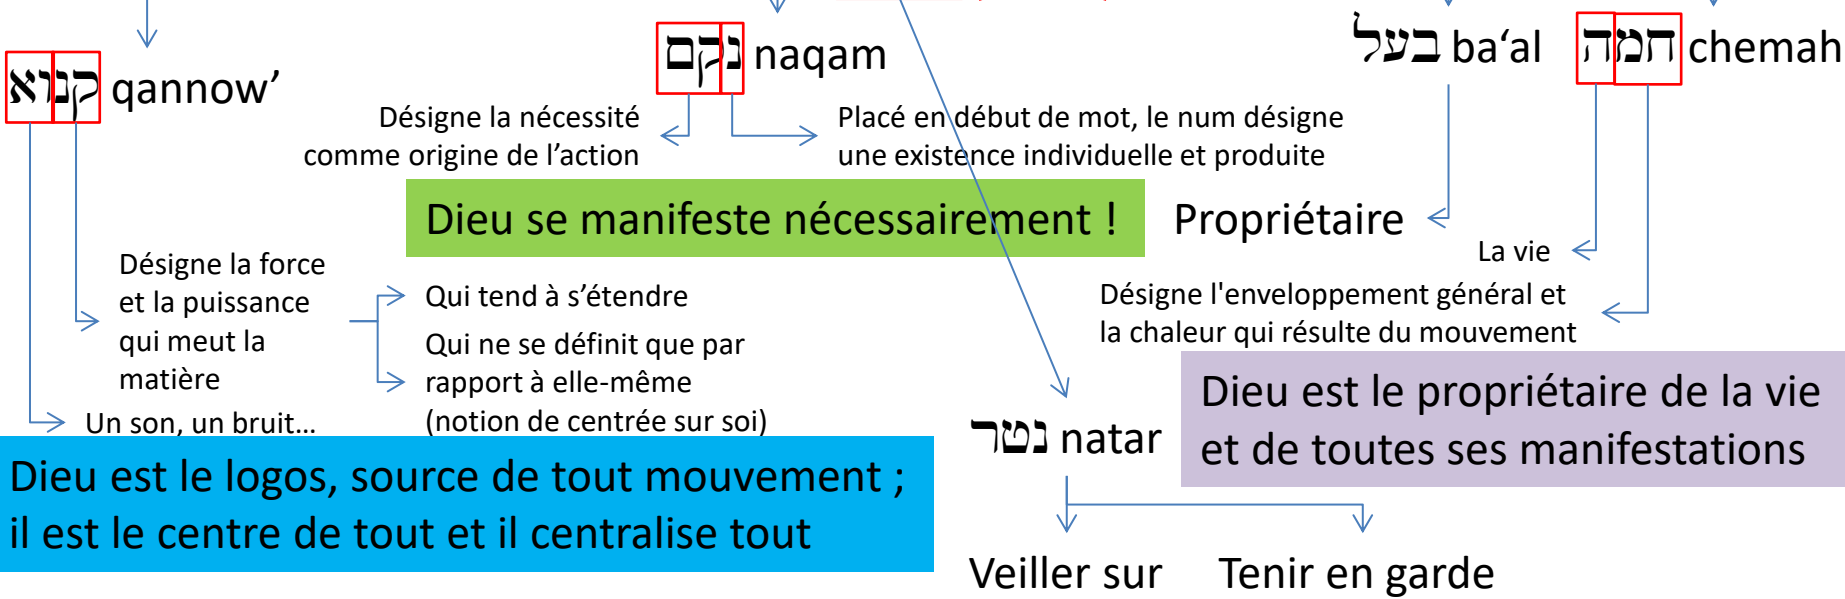 קנוא qannow’
נקם naqam
בעל ba‘al
חמה chemah
Désigne la nécessité
comme origine de l’action
Placé en début de mot, le num désigne
une existence individuelle et produite
Dieu se manifeste nécessairement !
Propriétaire
La vie
Désigne la force
et la puissance
qui meut la
matière
Qui tend à s’étendre
Qui ne se définit que par
rapport à elle-même
(notion de centrée sur soi)
Désigne l'enveloppement général et
la chaleur qui résulte du mouvement
Un son, un bruit…
Dieu est le propriétaire de la vie
et de toutes ses manifestations
נטר natar
Dieu est le logos, source de tout mouvement ;
il est le centre de tout et il centralise tout
Veiller sur
Tenir en garde